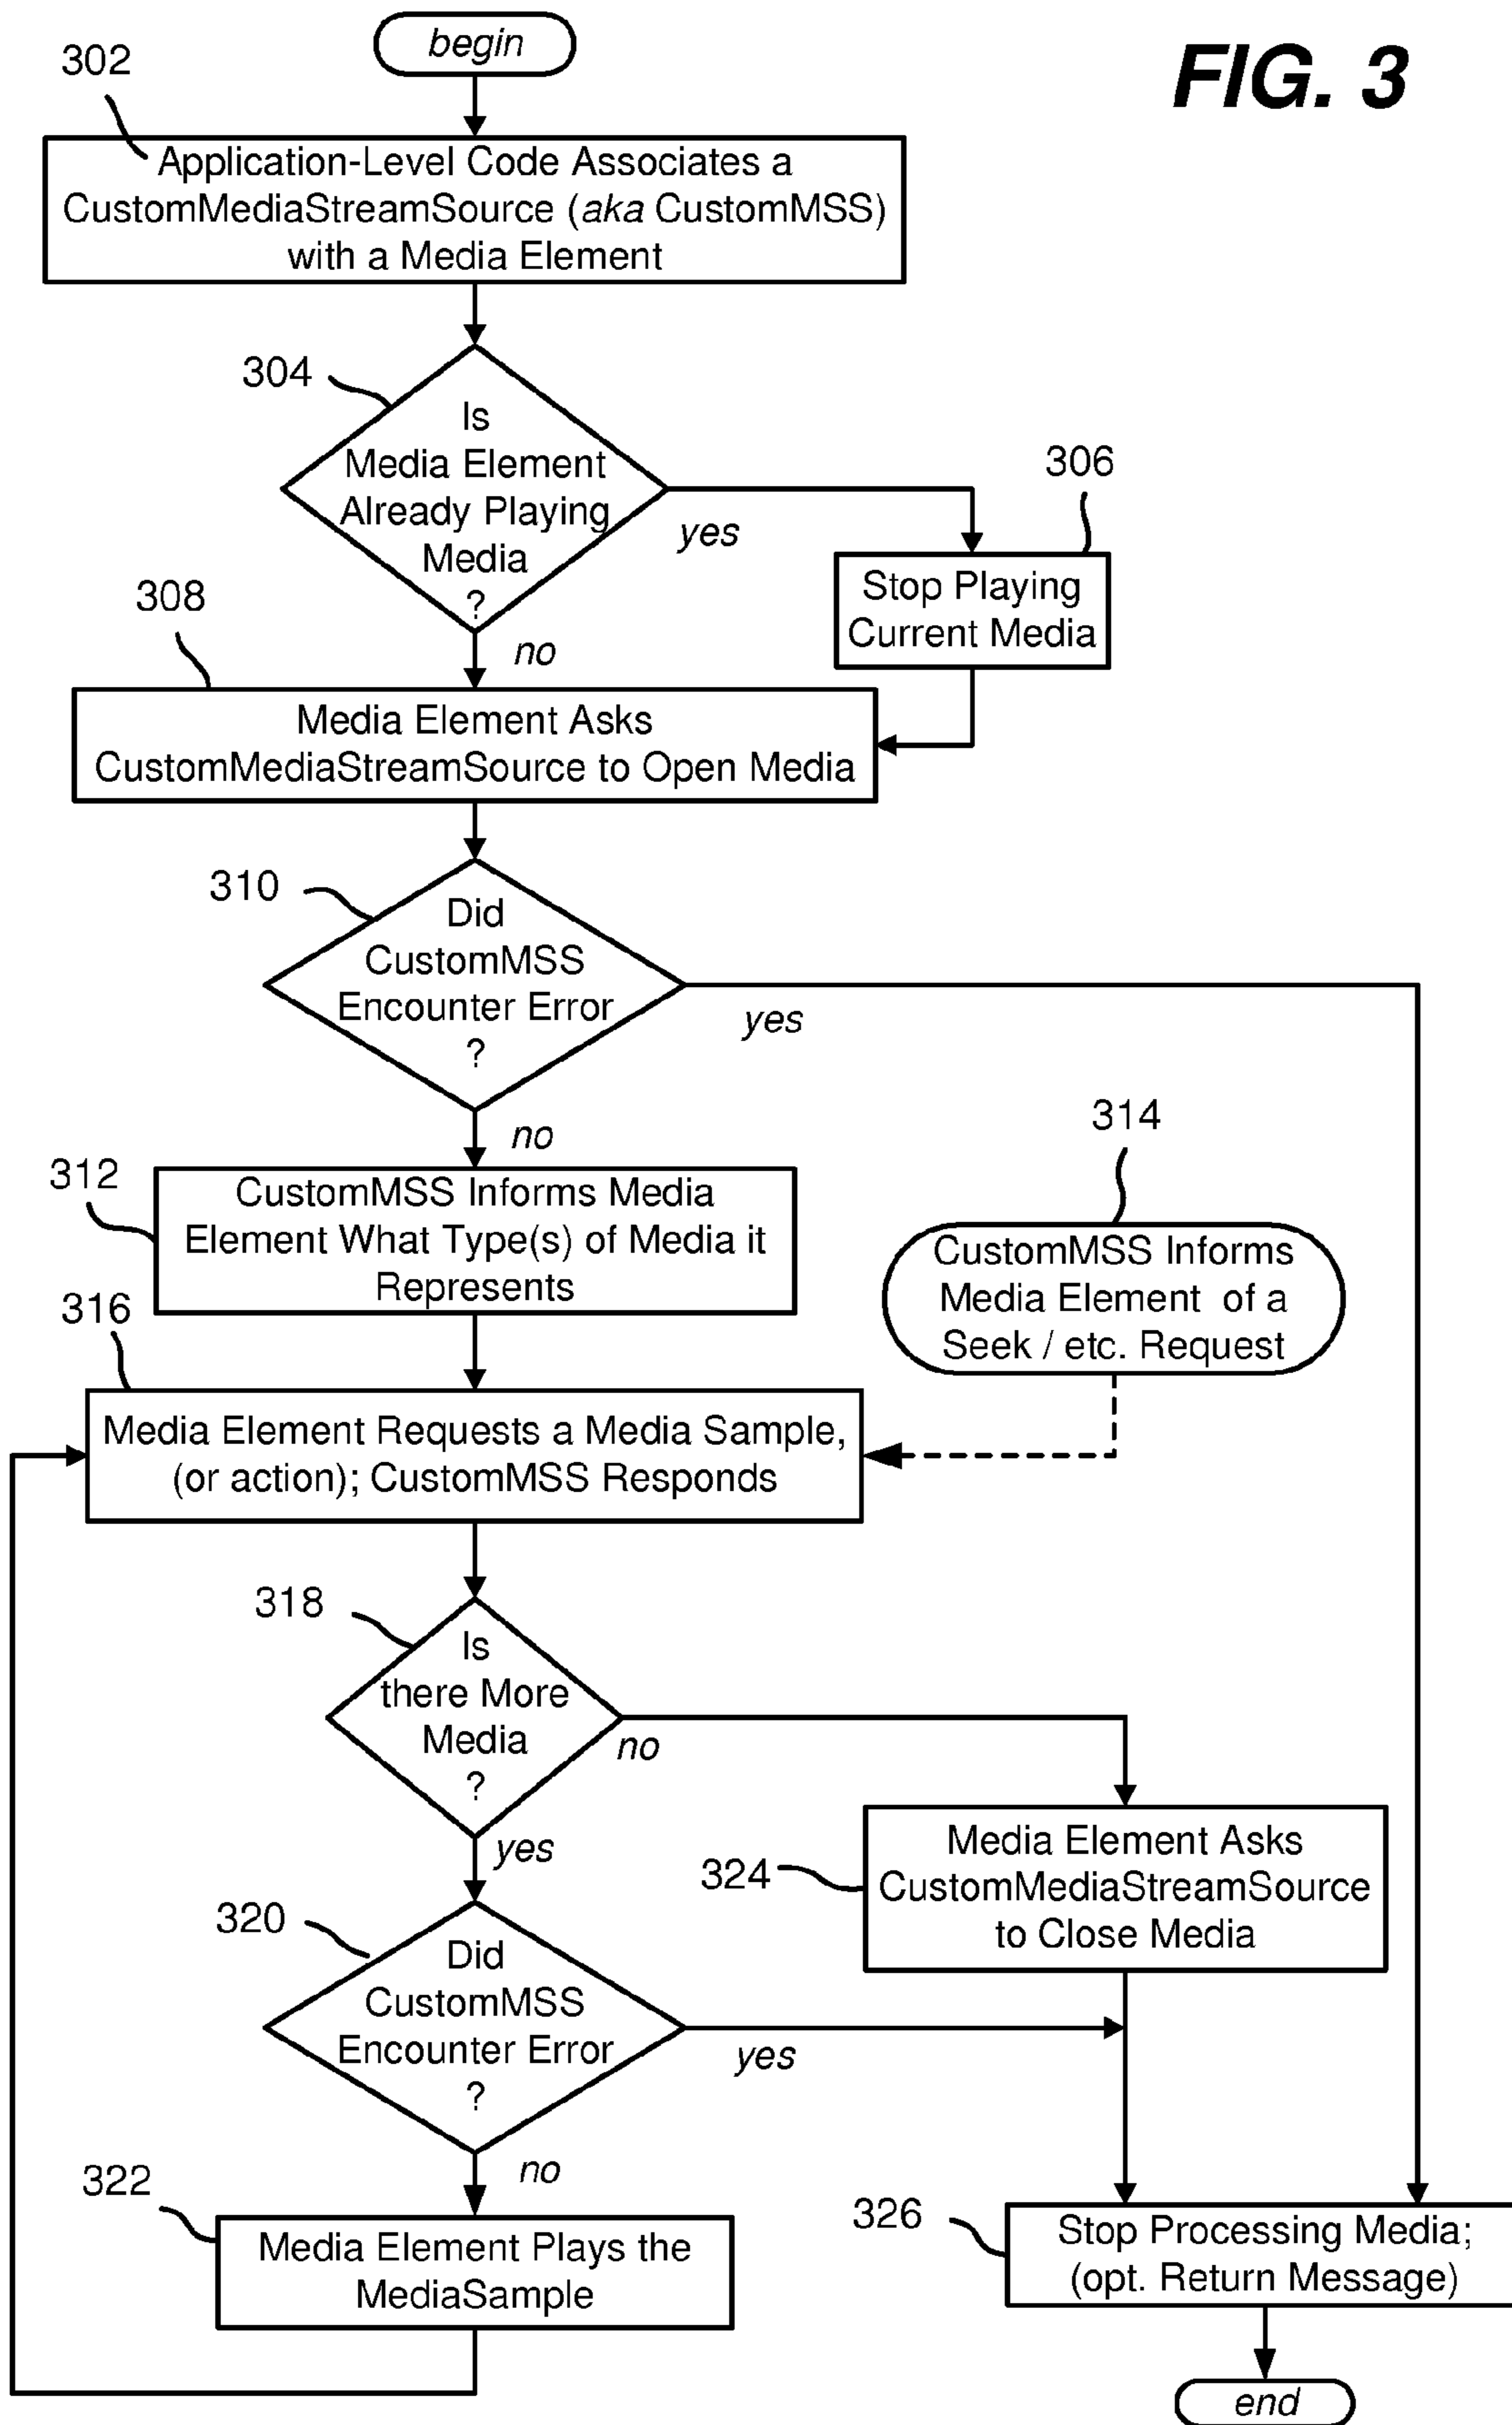 begin
FIG. 3
302
Application-Level Code Associates a
CustomMediaStreamSource (aka CustomMSS)
with a Media Element
304
Is
Media Element
Already Playing
Media
?
yes
306
Stop Playing
Current Media
no
308
Media Element Asks
CustomMediaStreamSource to Open Media
310
Did
CustomMSS
Encounter Error
?
yes
no
312
CustomMSS Informs Media
Element What Type(s) of Media it
Represents
314
CustomMSS Informs
Media Element of a
Seek / etc. Request
316
Media Element Requests a Media Sample,
(or action); CustomMSS Responds
318
Is
there More
Media
?
no
yes
324
Media Element Asks
CustomMediaStreamSource
to Close Media
320
Did
CustomMSS
Encounter Error
?
yes
no
322
Media Element Plays the
MediaSample
326
Stop Processing Media;
(opt. Return Message)
end